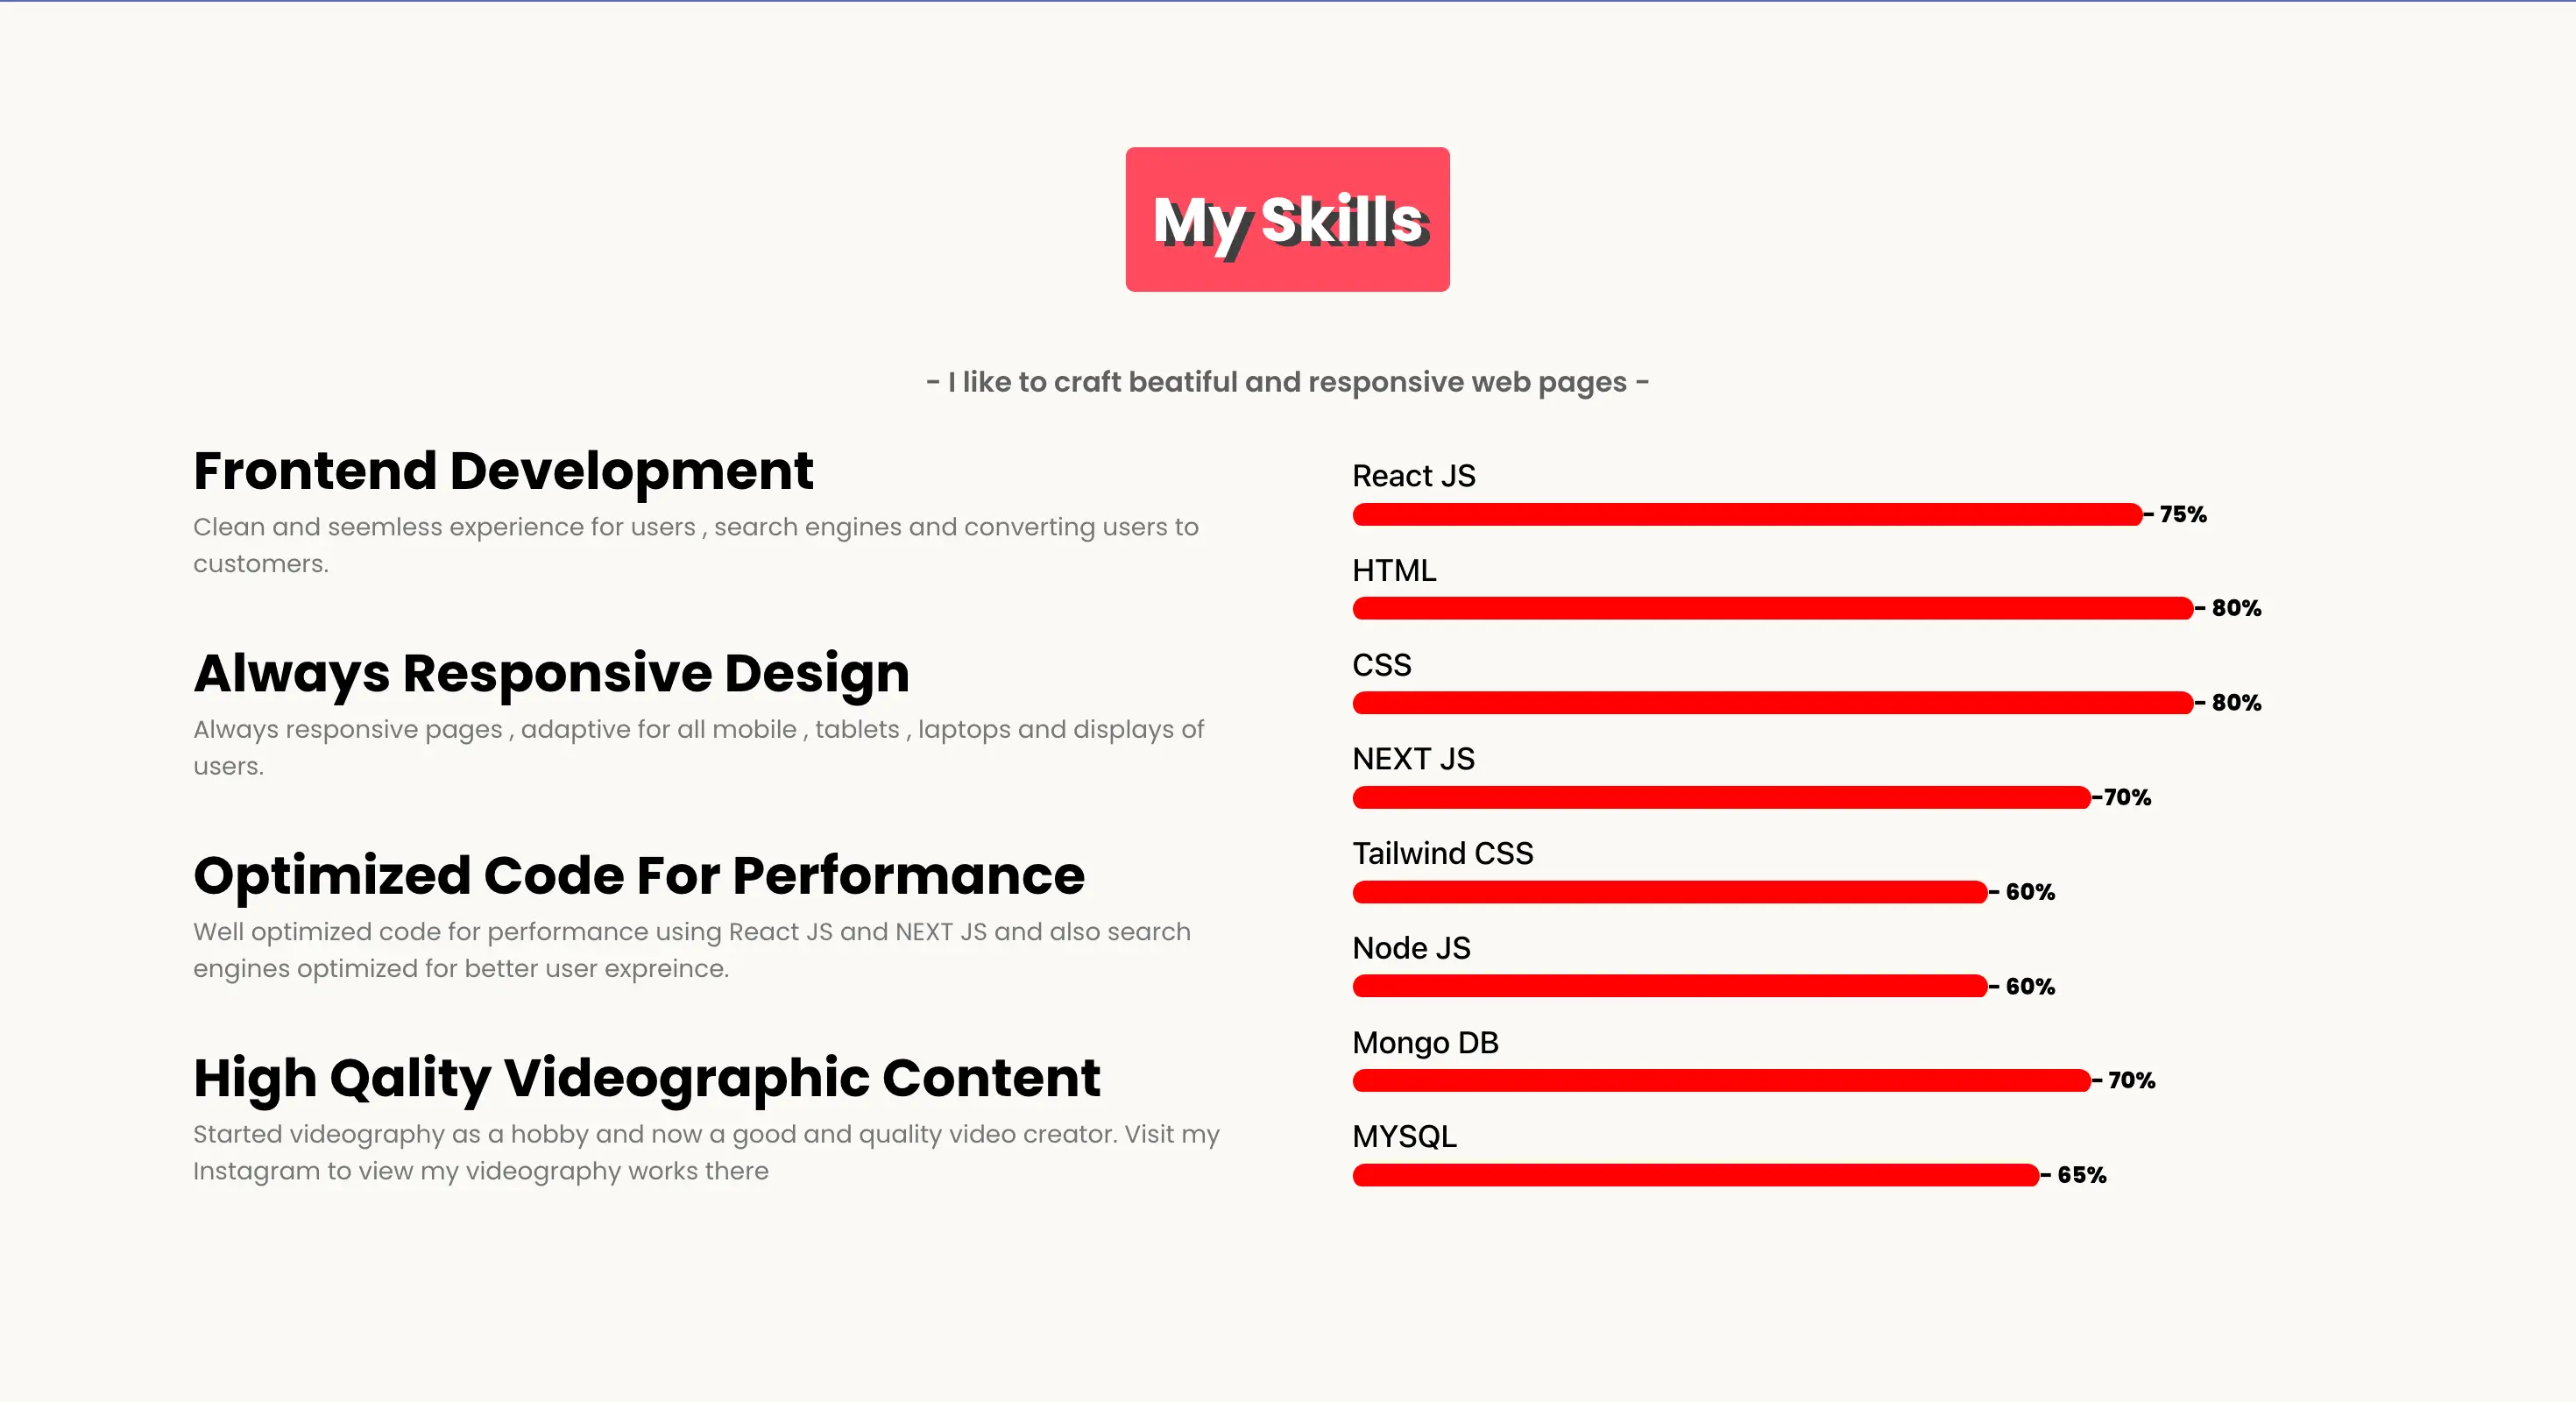 My Skills
- I like to craft beatiful and responsive web pages -
Frontend Development
Clean and seemless experience for users , search engines and converting users to
customers.
Always Responsive Design
Always responsive pages , adaptive for all mobile , tablets , laptops and displays of
users.
Optimized Code For Performance
Well optimized code for performance using React JS and NEXT JS and also search
engines optimized for better user expreince.
High Qality Videographic Content
Started videography as a hobby and now a good and quality video creator. Visit my
Instagram to view my videography works there
React JS
- 75%
HTML
- 80%
CSS
- 80%
NEXT JS
-70%
Tailwind CSS
- 60%
Node JS
- 60%
Mongo DB
- 70%
MYSQL
- 65%